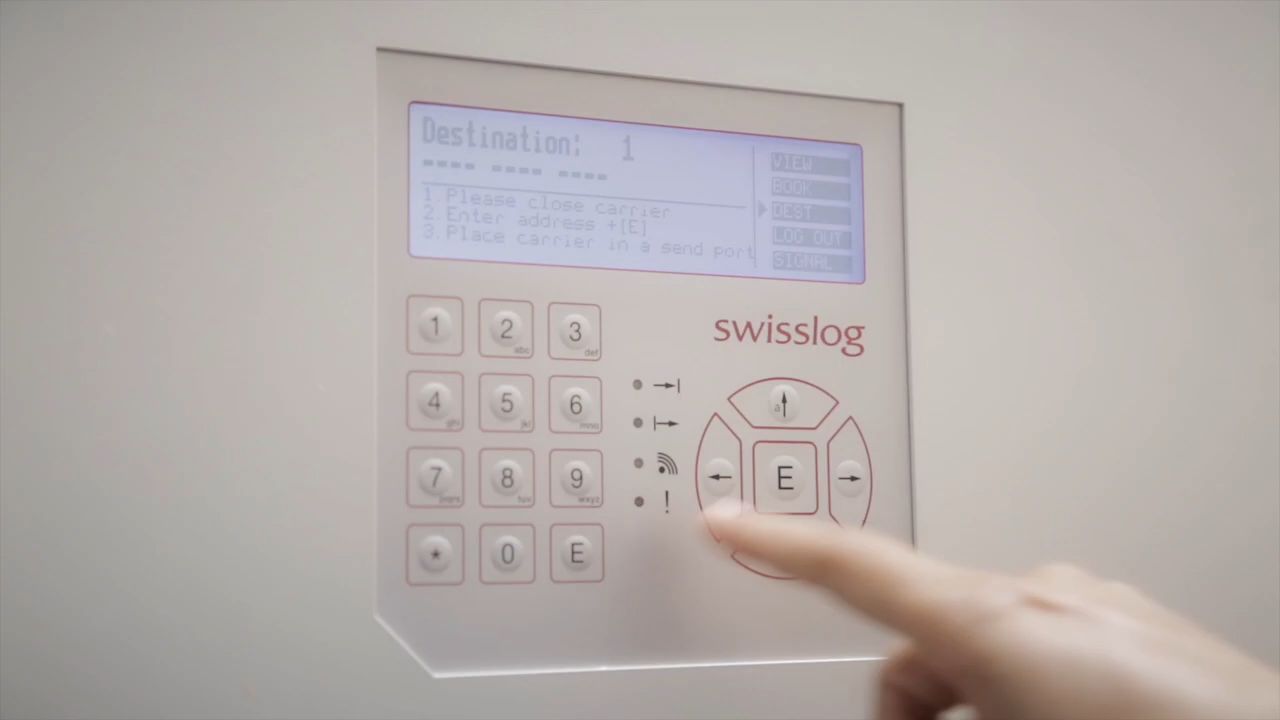 Destination: 1
---- ---- ----
1.Please close carrier
2.Enter address +[E]
3.Place carrier in a send port
VIEW
BOOK
DEST
LOG OUT
SIGNAL
swisslog
1
2 abc
3 def
4 ghi
5 jkl
6 mno
7 pqrs
8 tuv
9 wxyz
*
0
E
!
a
E